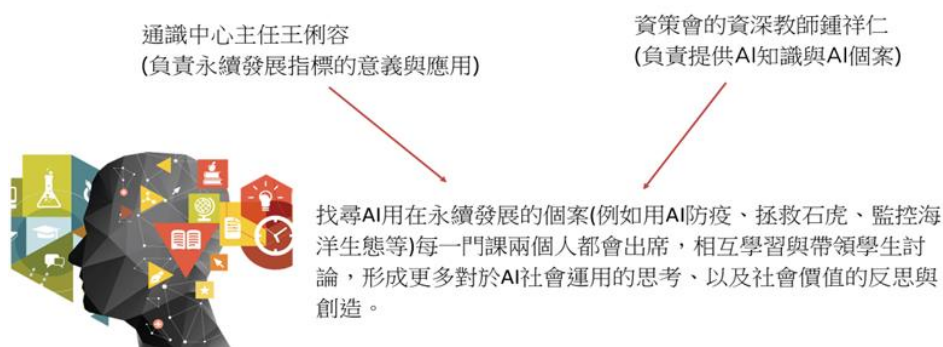 通識中心主任王俐容
(負責永續發展指標的意義與應用)
資策會的資深教師鍾祥仁
(負責提供AI知識與AI個案)
找尋AI用在永續發展的個案(例如用AI防疫、拯救石虎、監控海
洋生態等)每一門課兩個人都會出席，相互學習與帶領學生討
論，形成更多對於AI社會運用的思考、以及社會價值的反思與
創造。